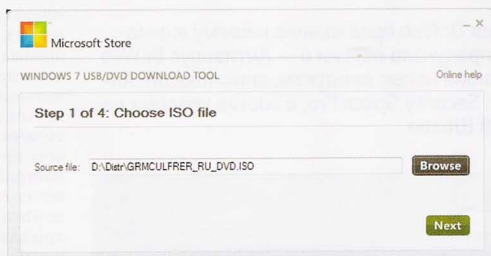 Microsoft Store
WINDOWS 7 USB/DVD DOWNLOAD TOOL
Online help
Step 1 of 4: Choose ISO file
Source file: D:\Distr\GRMCULFRER_RU_DVD.ISO
Browse
Next